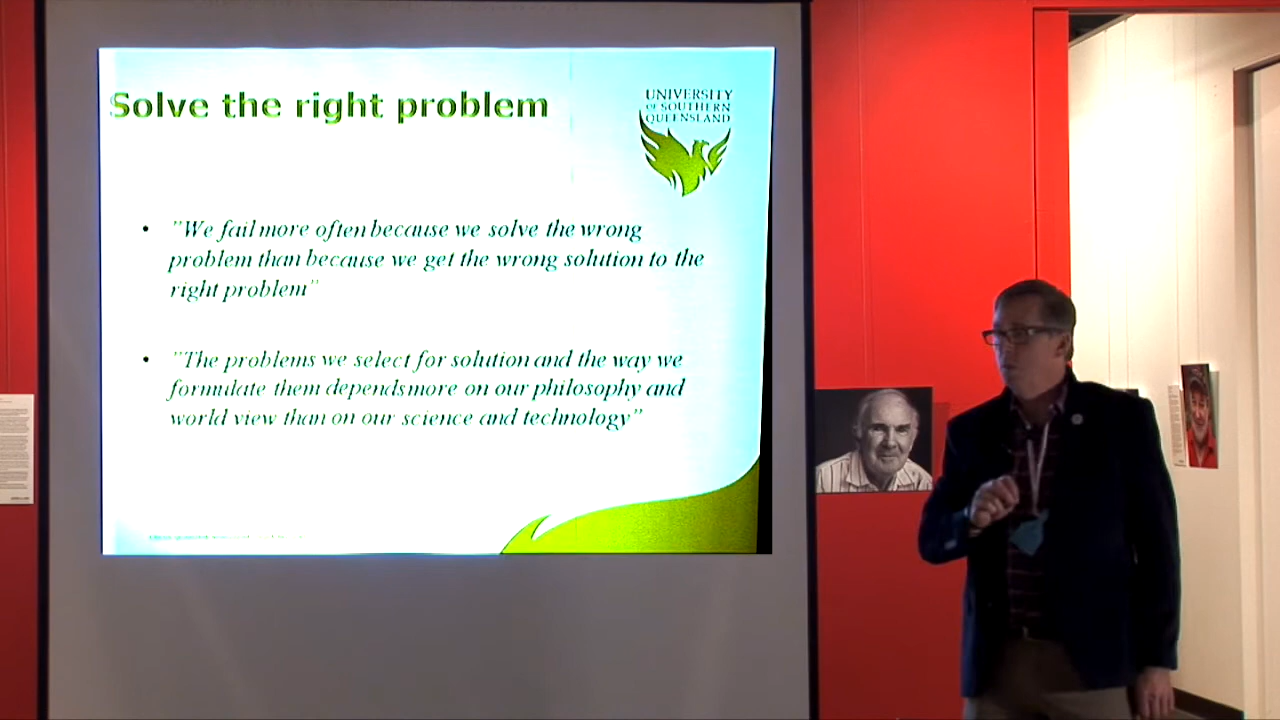 Solve the right problem
UNIVERSITY
OF SOUTHERN
QUEENSLAND
• "We fail more often because we solve the wrong
problem than because we get the wrong solution to the
right problem"
• "The problems we select for solution and the way we
formulate them depends more on our philosophy and
world view than on our science and technology"